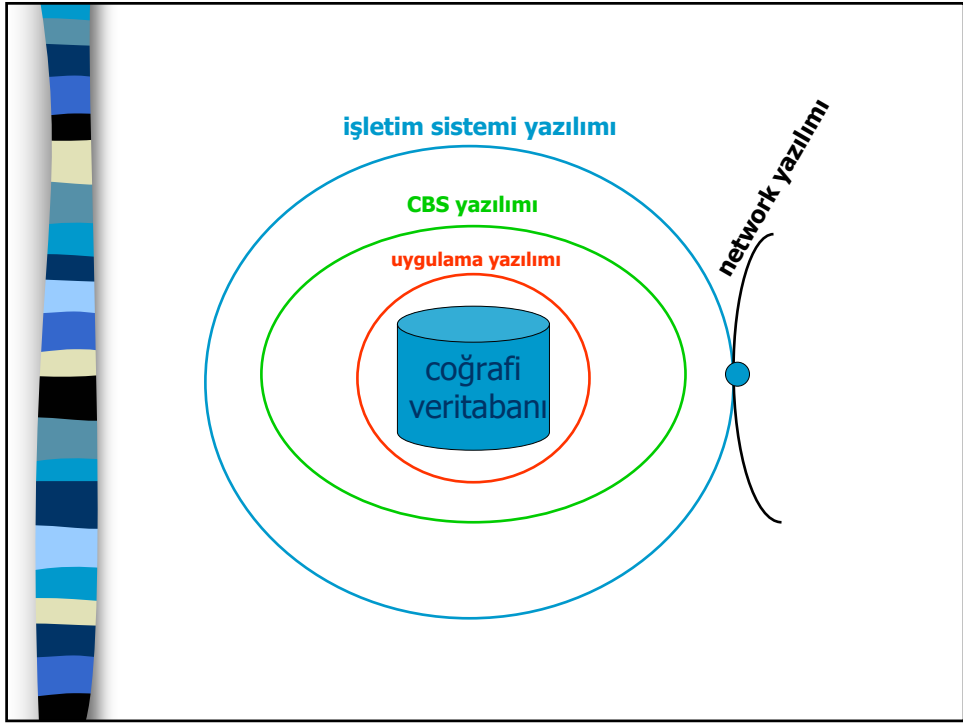 işletim sistemi yazılımı
network yazılımı
CBS yazılımı
uygulama yazılımı
coğrafi
veritabanı